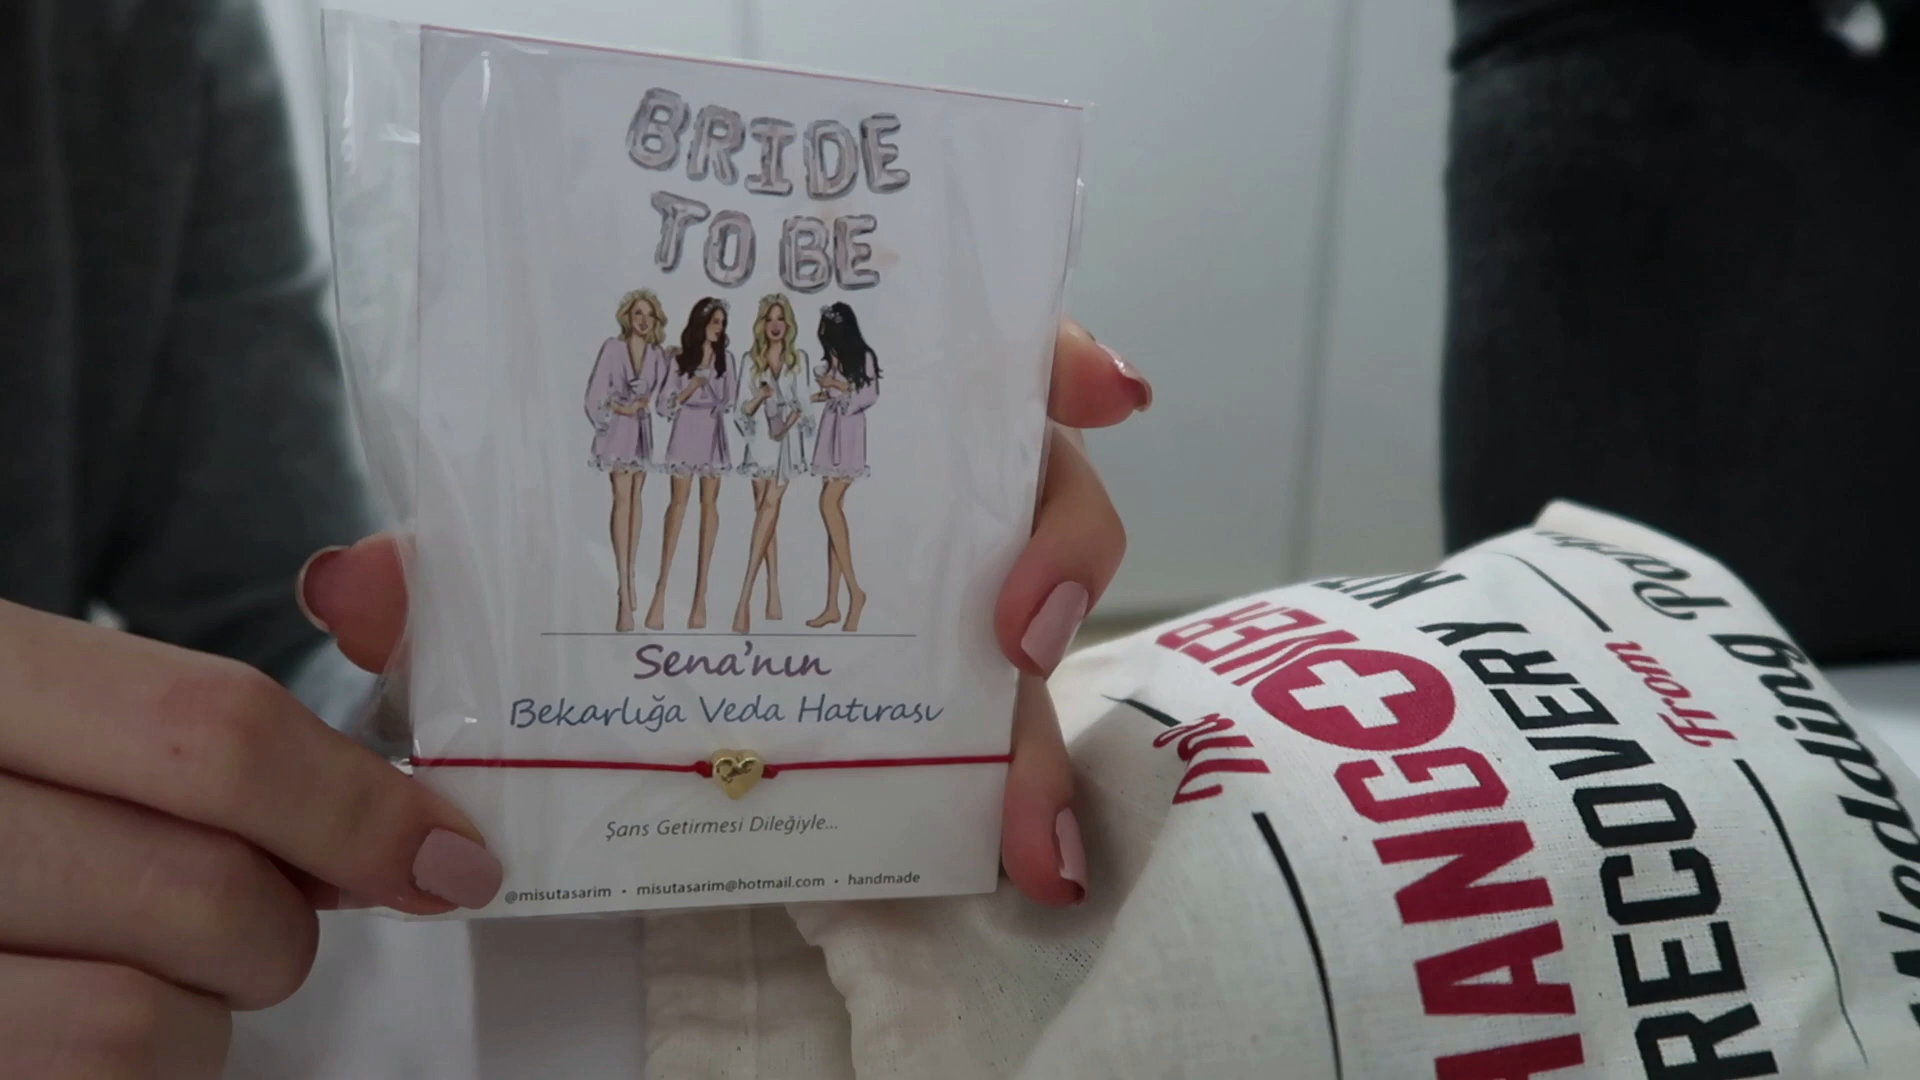 BRIDE
TO BE
Sena'nın
Bekarlığa Veda Hatırası
Şans Getirmesi Dileğiyle...
@misutasarim • misutasarim@hotmail.com • handmade
HANGOVER
RECOVERY KIT
From
Wedding Party